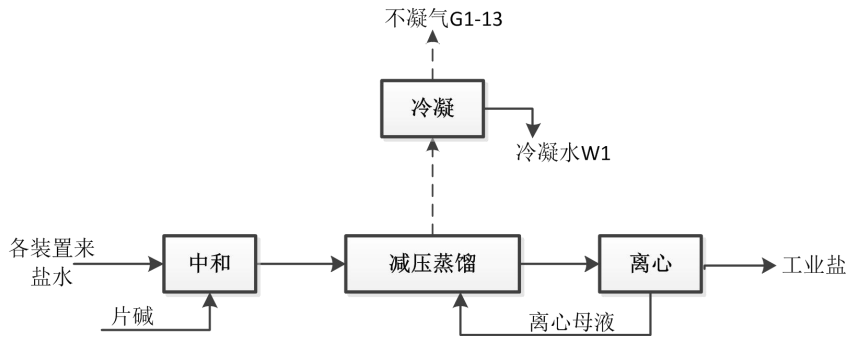 不凝气G1-13
冷凝
冷凝水W1
各装置来
盐水
中和
减压蒸馏
离心
工业盐
片碱
离心母液